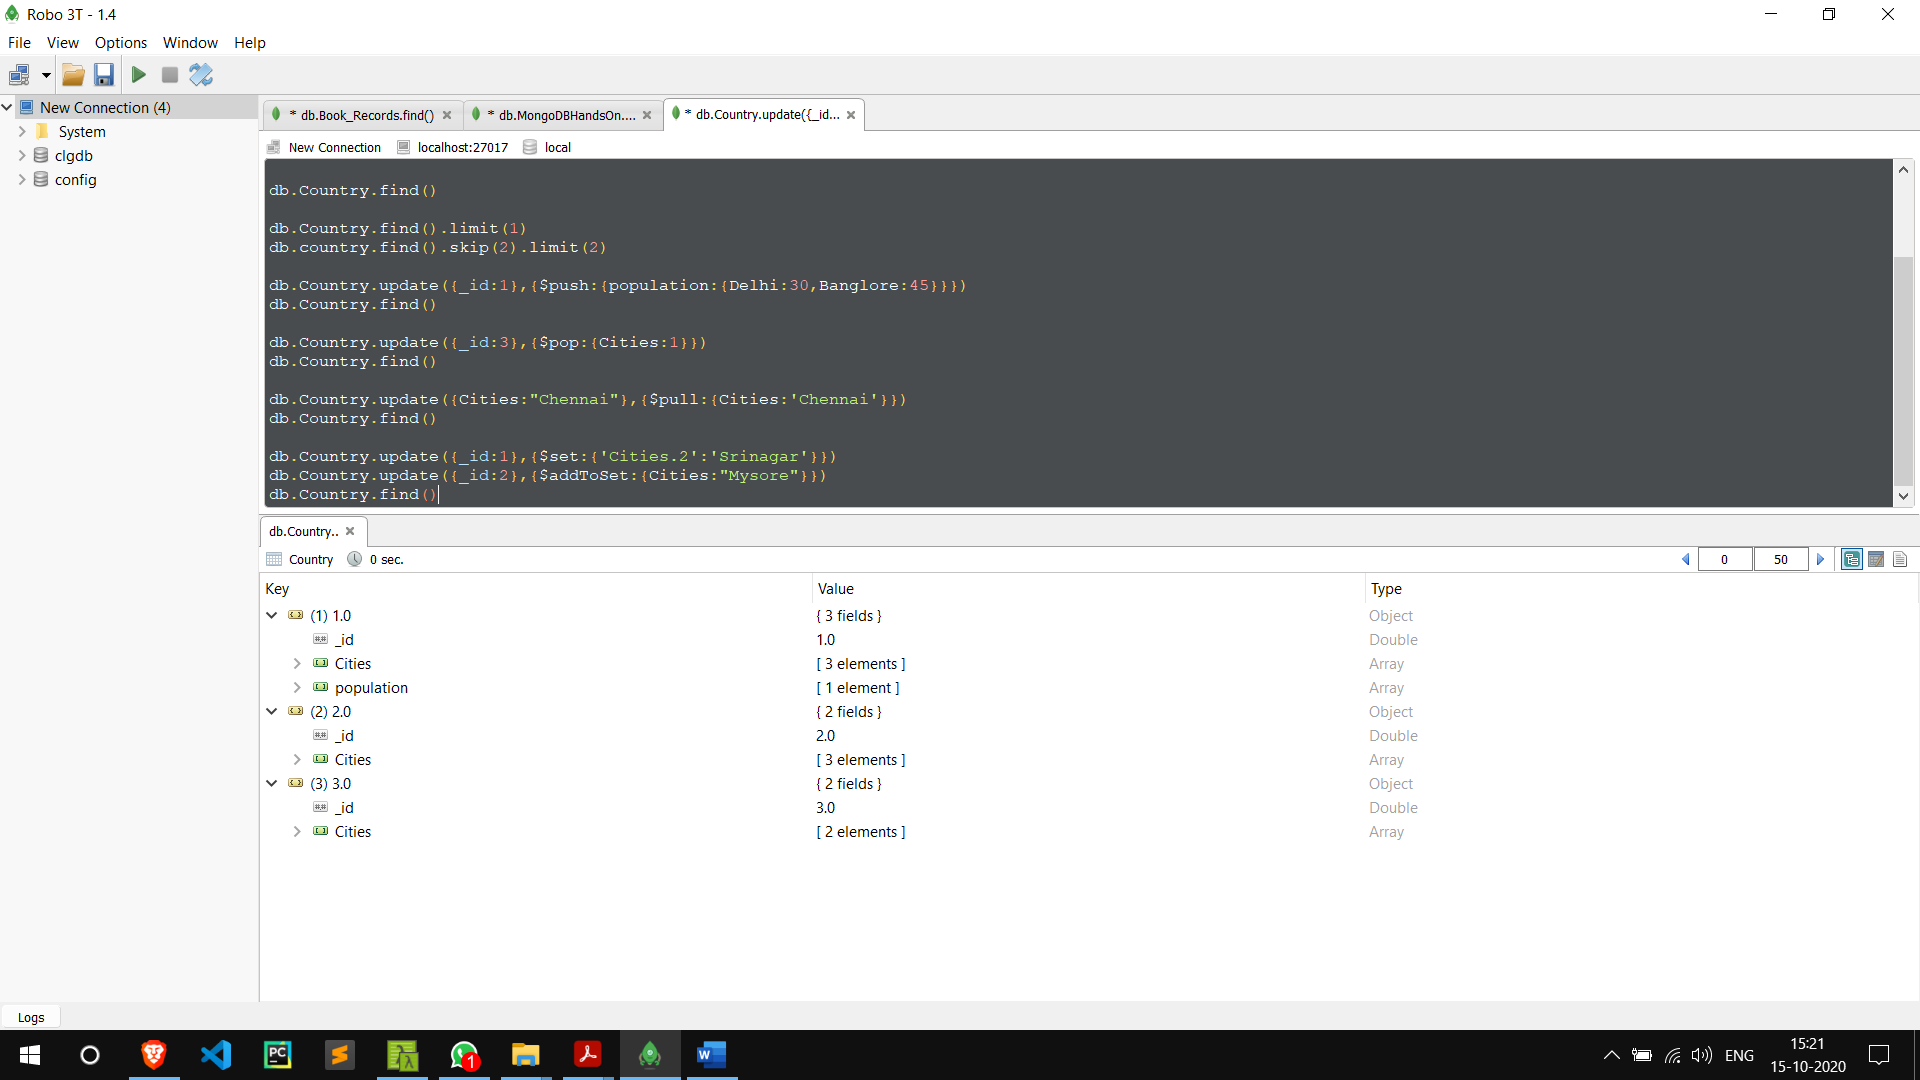 Robo 3T - 1.4
File View Options Window Help
New Connection (4)
System
clgdb
config
* db.Book_Records.find() * db.MongoDBHandsOn.... * db.Country.update({_id...
New Connection localhost:27017 local
db.Country.find()
db.Country.find().limit(1)
db.country.find().skip(2).limit(2)
db.Country.update({_id:1},{$push:{population:{Delhi:30,Banglore:45}}})
db.Country.find()
db.Country.update({_id:3},{$pop:{Cities:1}})
db.Country.find()
db.Country.update({Cities:"Chennai"},{$pull:{Cities:'Chennai'}})
db.Country.find()
db.Country.update({_id:1},{$set:{'Cities.2':'Srinagar'}})
db.Country.update({_id:2},{$addToSet:{Cities:"Mysore"}})
db.Country.find()
db.Country..
Country 0 sec. 0 50
Key Value Type
(1) 1.0 { 3 fields } Object
_id 1.0 Double
Cities [ 3 elements ] Array
population [ 1 element ] Array
(2) 2.0 { 2 fields } Object
_id 2.0 Double
Cities [ 3 elements ] Array
(3) 3.0 { 2 fields } Object
_id 3.0 Double
Cities [ 2 elements ] Array
Logs
PC 1 W ENG 15:21
15-10-2020